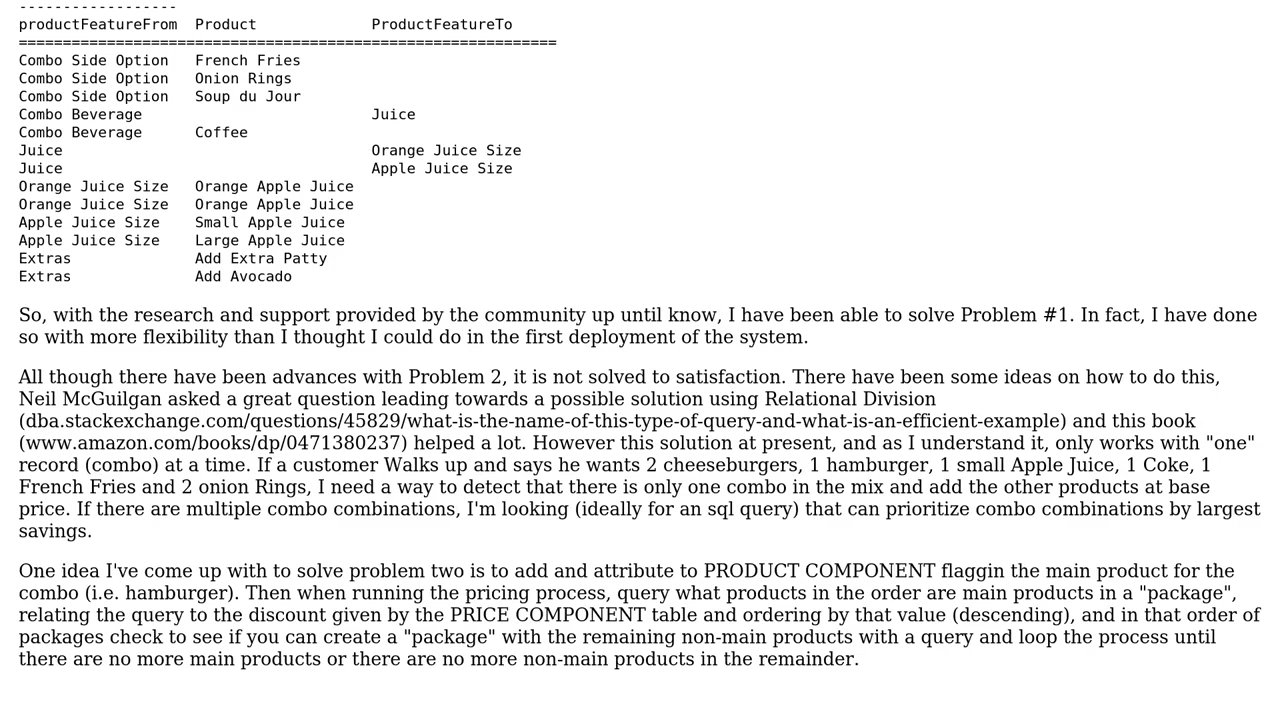 ------------------
productFeatureFrom  Product             ProductFeatureTo
=============================================================
Combo Side Option   French Fries
Combo Side Option   Onion Rings
Combo Side Option   Soup du Jour
Combo Beverage                          Juice
Combo Beverage      Coffee
Juice                                   Orange Juice Size
Juice                                   Apple Juice Size
Orange Juice Size   Orange Apple Juice
Orange Juice Size   Orange Apple Juice
Apple Juice Size    Small Apple Juice
Apple Juice Size    Large Apple Juice
Extras              Add Extra Patty
Extras              Add Avocado
So, with the research and support provided by the community up until know, I have been able to solve Problem #1. In fact, I have done
so with more flexibility than I thought I could do in the first deployment of the system.
All though there have been advances with Problem 2, it is not solved to satisfaction. There have been some ideas on how to do this,
Neil McGuilgan asked a great question leading towards a possible solution using Relational Division
(dba.stackexchange.com/questions/45829/what-is-the-name-of-this-type-of-query-and-what-is-an-efficient-example) and this book
(www.amazon.com/books/dp/0471380237) helped a lot. However this solution at present, and as I understand it, only works with "one"
record (combo) at a time. If a customer Walks up and says he wants 2 cheeseburgers, 1 hamburger, 1 small Apple Juice, 1 Coke, 1
French Fries and 2 onion Rings, I need a way to detect that there is only one combo in the mix and add the other products at base
price. If there are multiple combo combinations, I'm looking (ideally for an sql query) that can prioritize combo combinations by largest
savings.
One idea I've come up with to solve problem two is to add and attribute to PRODUCT COMPONENT flaggin the main product for the
combo (i.e. hamburger). Then when running the pricing process, query what products in the order are main products in a "package",
relating the query to the discount given by the PRICE COMPONENT table and ordering by that value (descending), and in that order of
packages check to see if you can create a "package" with the remaining non-main products with a query and loop the process until
there are no more main products or there are no more non-main products in the remainder.